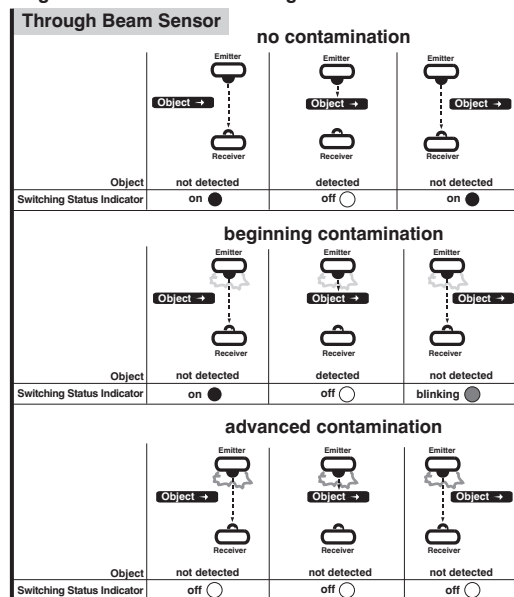 Through Beam Sensor
no contamination
Emitter Emitter Emitter
Object → Object → Object →
Receiver Receiver Receiver
Object not detected detected not detected
Switching Status Indicator on off on
beginning contamination
Emitter Emitter Emitter
Object → Object → Object →
Receiver Receiver Receiver
Object not detected detected not detected
Switching Status Indicator on off blinking
advanced contamination
Emitter Emitter Emitter
Object → Object → Object →
Receiver Receiver Receiver
Object not detected not detected not detected
Switching Status Indicator off off off